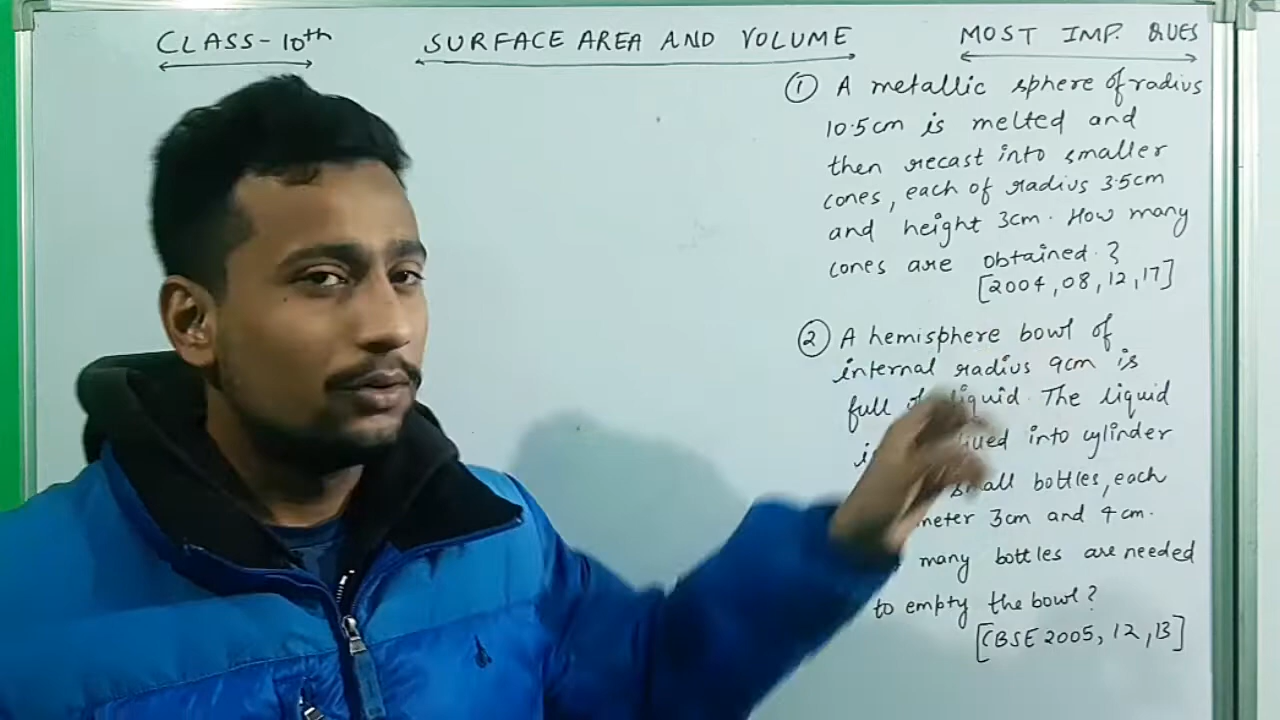 CLASS-10th
SURFACE AREA AND VOLUME
MOST IMP. QUES
① A metallic sphere of radius
10.5cm is melted and
then recast into smaller
cones, each of radius 3.5cm
and height 3cm. How many
cones are obtained.?
[2004,08,12,17]
② A hemisphere bowl of
internal radius 9cm is
full of liquid. The liquid
into cylinder
small bottles, each
meter 3cm and 4cm.
many bottles are needed
to empty the bowl?
[CBSE 2005, 12, 13]